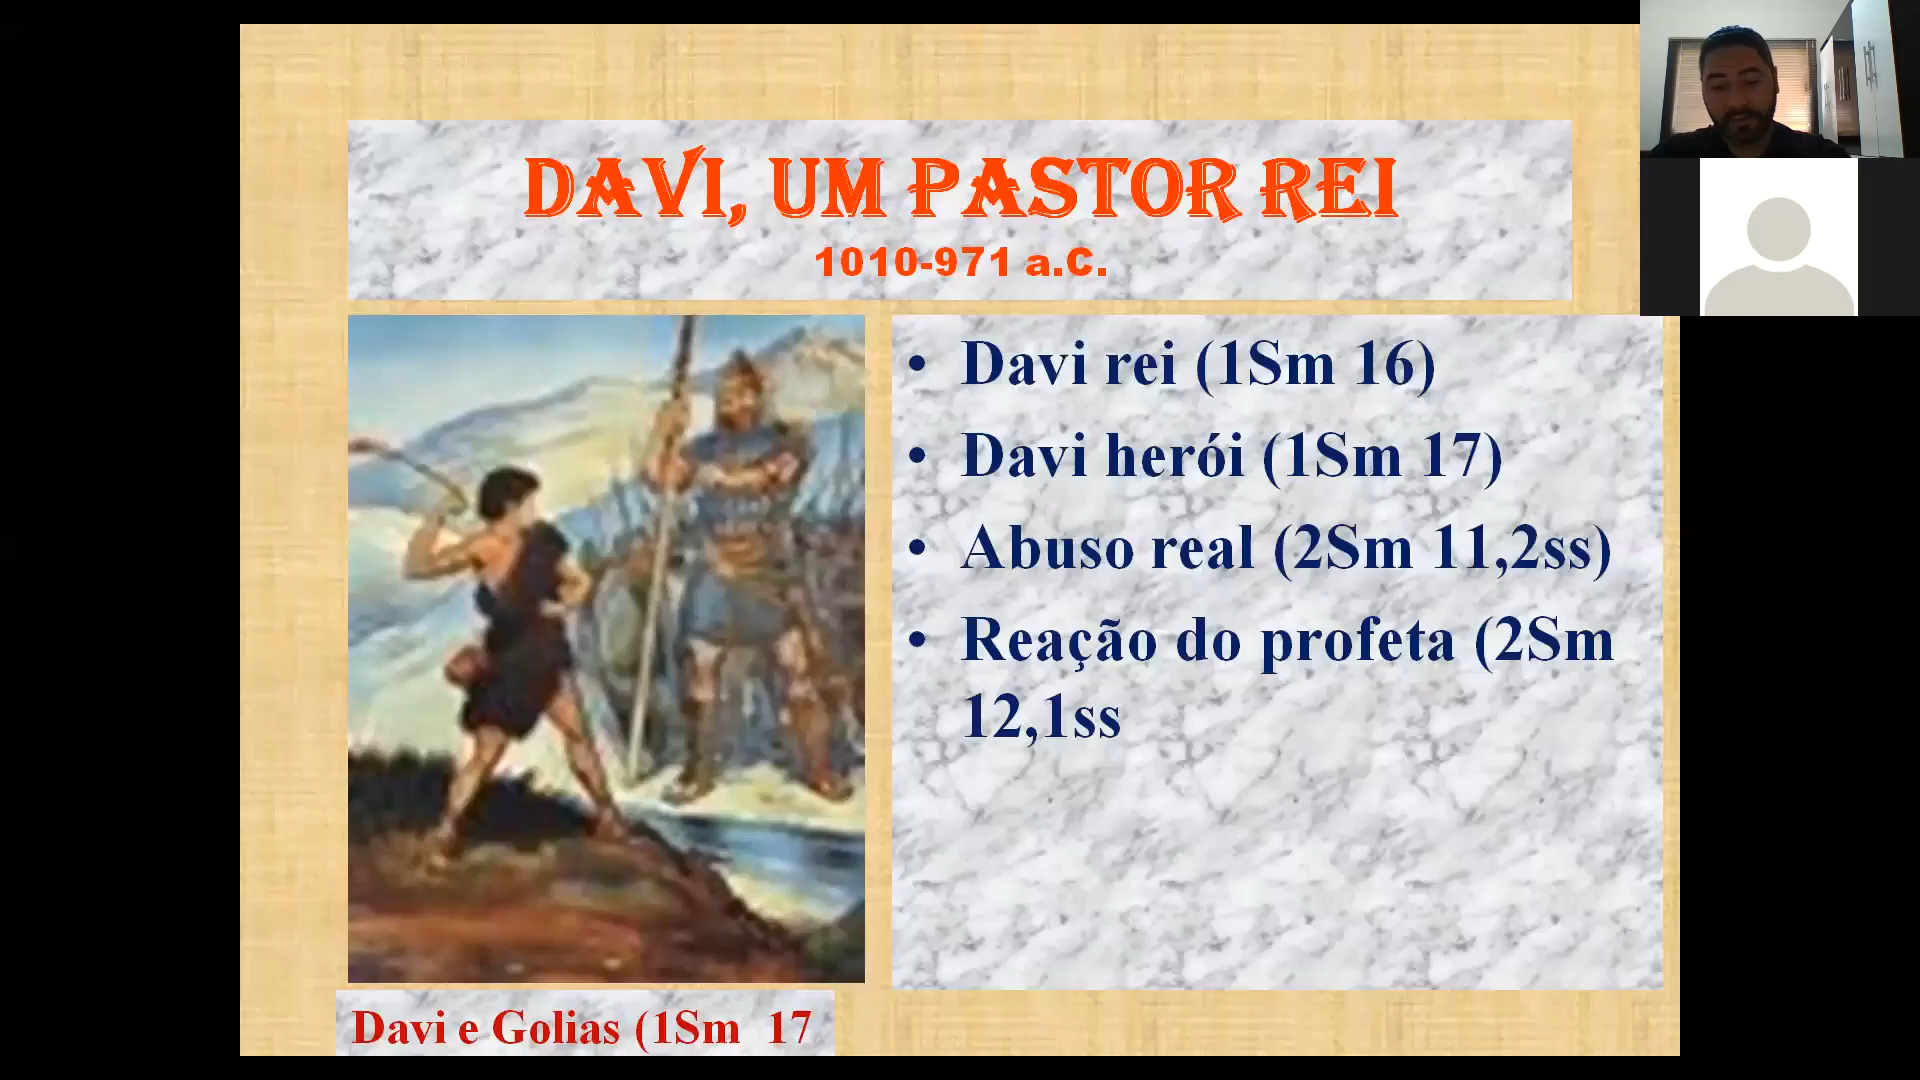 DAVI, UM PASTOR REI
1010-971 a.C.
• Davi rei (1Sm 16)
• Davi herói (1Sm 17)
• Abuso real (2Sm 11,2ss)
• Reação do profeta (2Sm
12,1ss
Davi e Golias (1Sm 17